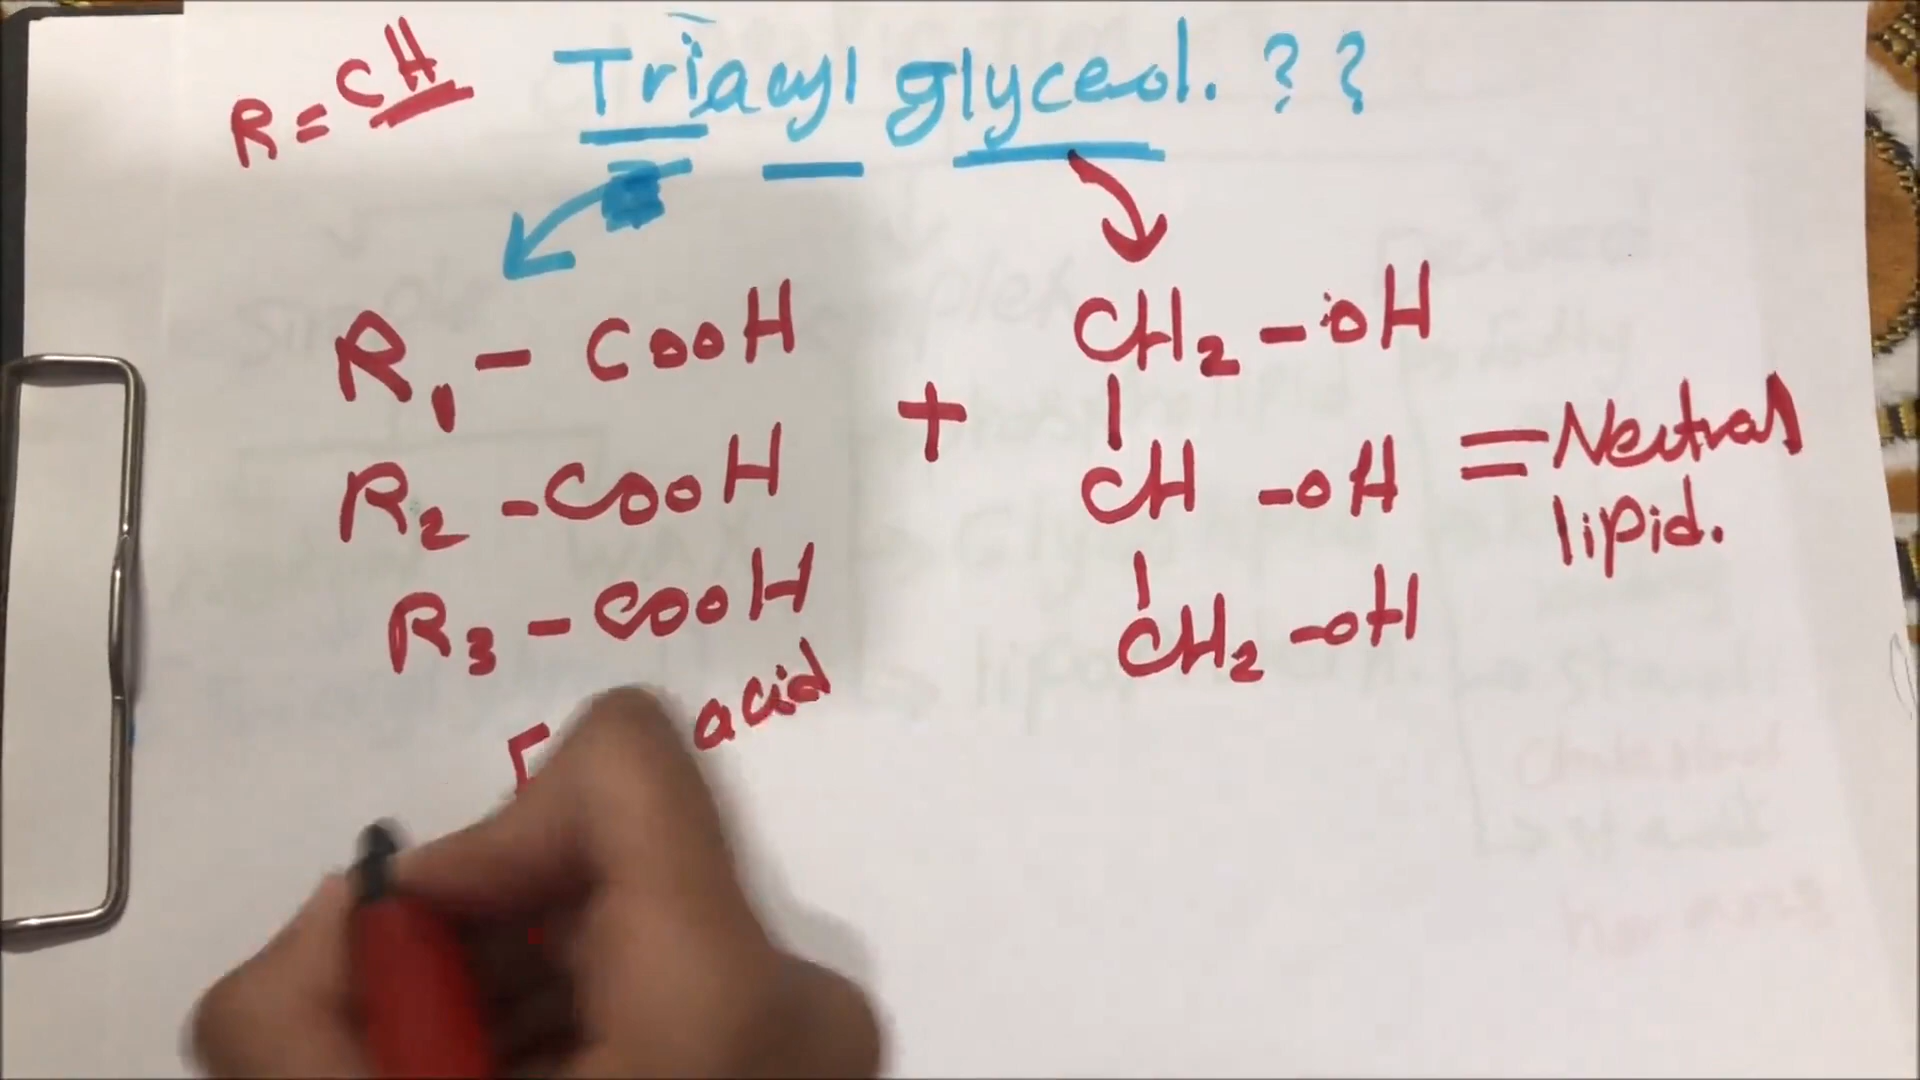 R = CH
Triacyl glyceol. ??
R1 - COOH
R2 - COOH
R3 - COOH
acid
+
CH2 - OH
CH - OH
CH2 - OH
= Neutral
lipid.